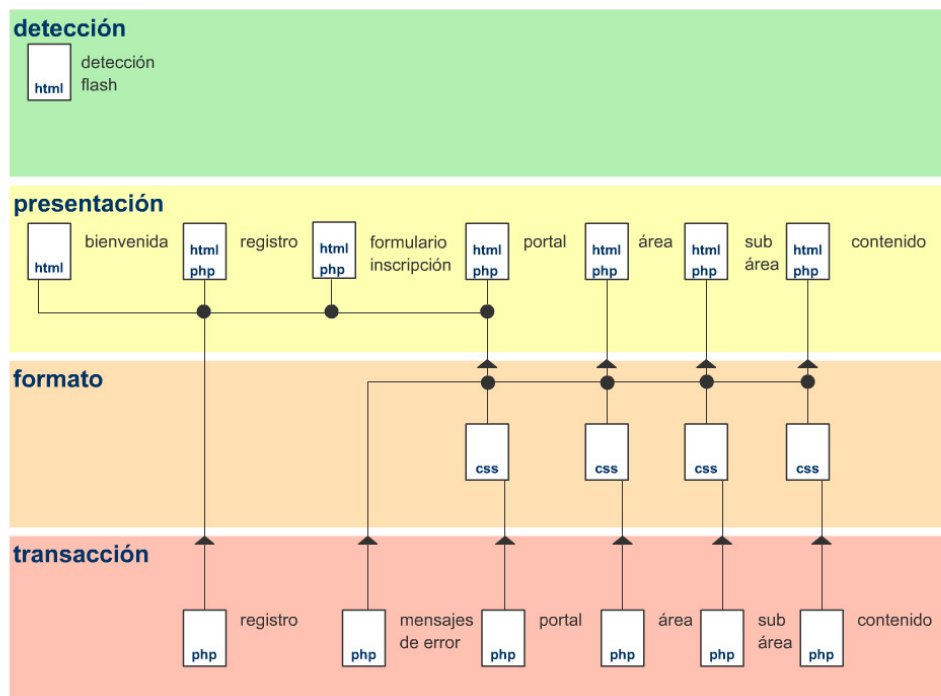 detección
html
detección
flash
presentación
html
bienvenida
html
php
registro
html
php
formulario
inscripción
html
php
portal
html
php
área
html
php
sub
área
html
php
contenido
formato
css
css
css
css
transacción
php
registro
php
mensajes
de error
php
portal
php
área
php
sub
área
php
contenido